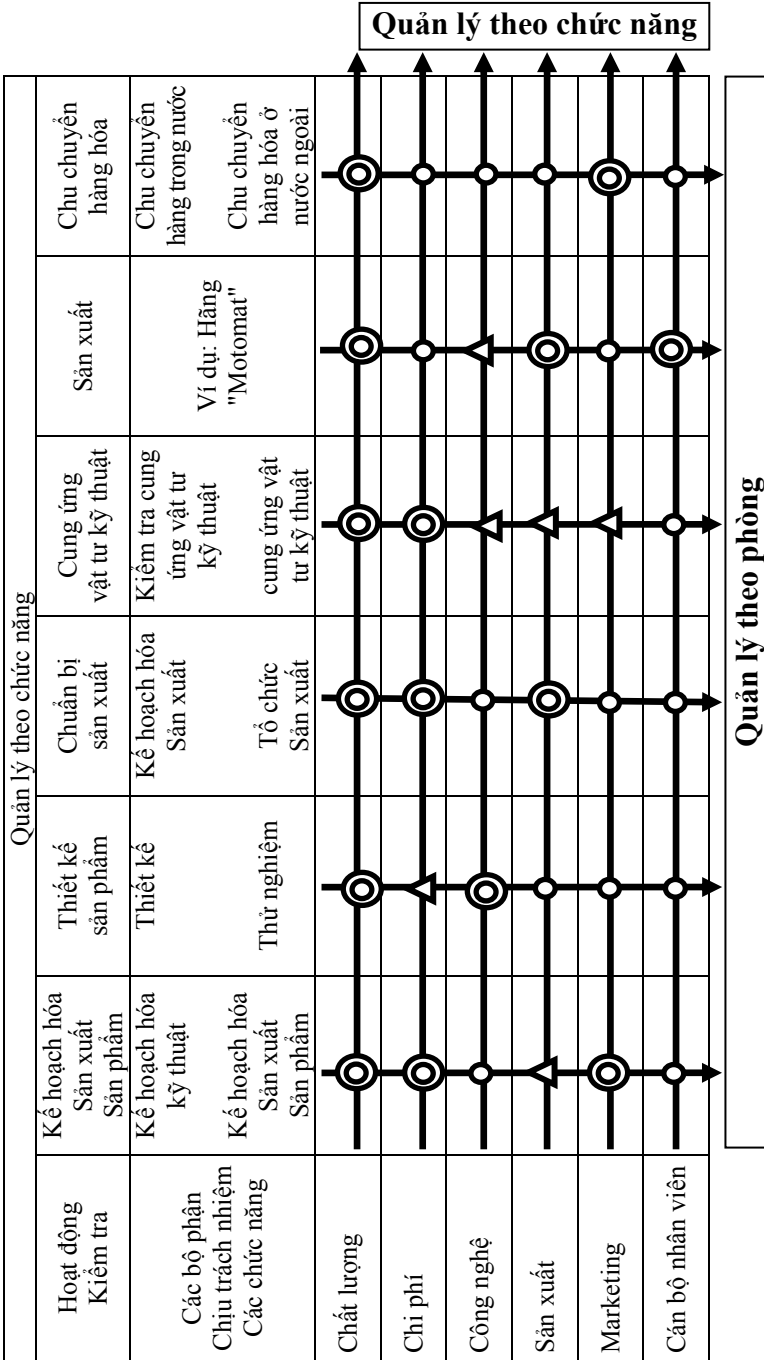 Quản lý theo chức năng
Hoạt động
Kiểm tra
Kế hoạch hóa
Sản xuất
Sản phẩm
Thiết kế
sản phẩm
Chuẩn bị
sản xuất
Cung ứng
vật tư kỹ thuật
Sản xuất
Chu chuyển
hàng hóa
Các bộ phận
Chịu trách nhiệm
Các chức năng
Kế hoạch hóa
kỹ thuật
Kế hoạch hóa
Sản xuất
Sản phẩm
Thiết kế
Thử nghiệm
Kế hoạch hóa
Sản xuất
Tổ chức
Sản xuất
Kiểm tra cung
ứng vật tư
kỹ thuật
cung ứng vật
tư kỹ thuật
Ví dụ: Hãng
"Motomat"
Chu chuyển
hàng trong nước
Chu chuyển
hàng hóa ở
nước ngoài
Chất lượng
Chi phí
Công nghệ
Sản xuất
Marketing
Cán bộ nhân viên
Quản lý theo chức năng
Quản lý theo phòng